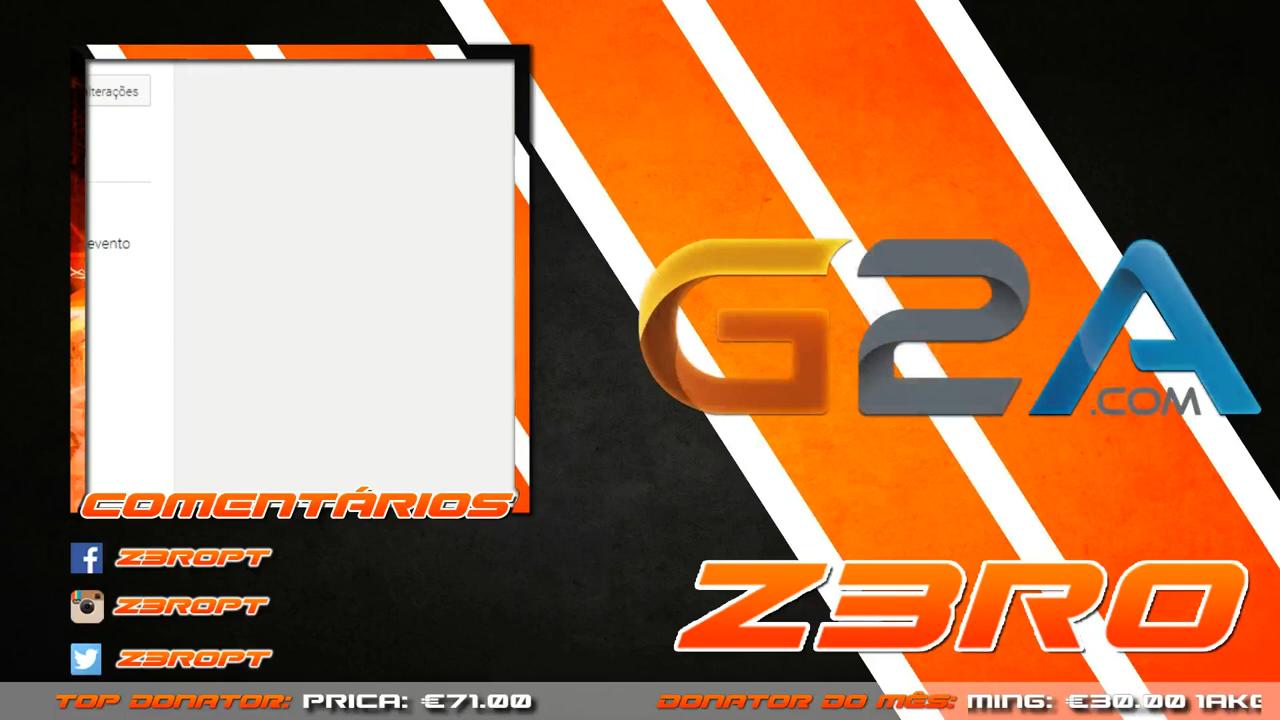 lterações
evento
COMENTÁRIOS
G2A
.COM
Z3ROPT
Z3ROPT
Z3ROPT
Z3RO
TOP DONATOR: PRICA: €71.00
DONATOR DO MÊS: MING: €30.00